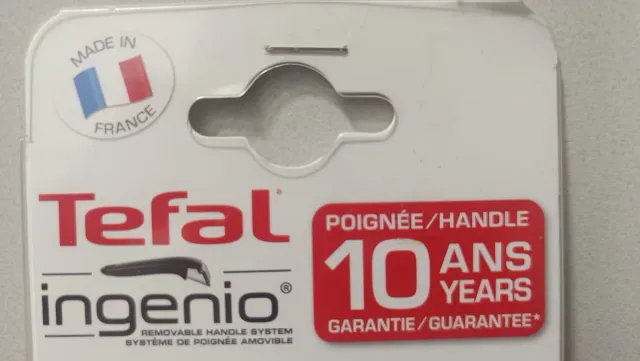 MADE IN
FRANCE
Tefal®
ingenio®
REMOVABLE HANDLE SYSTEM
SYSTÈME DE POIGNÉE AMOVIBLE
POIGNÉE/HANDLE
10 ANS
YEARS
GARANTIE/GUARANTEE*